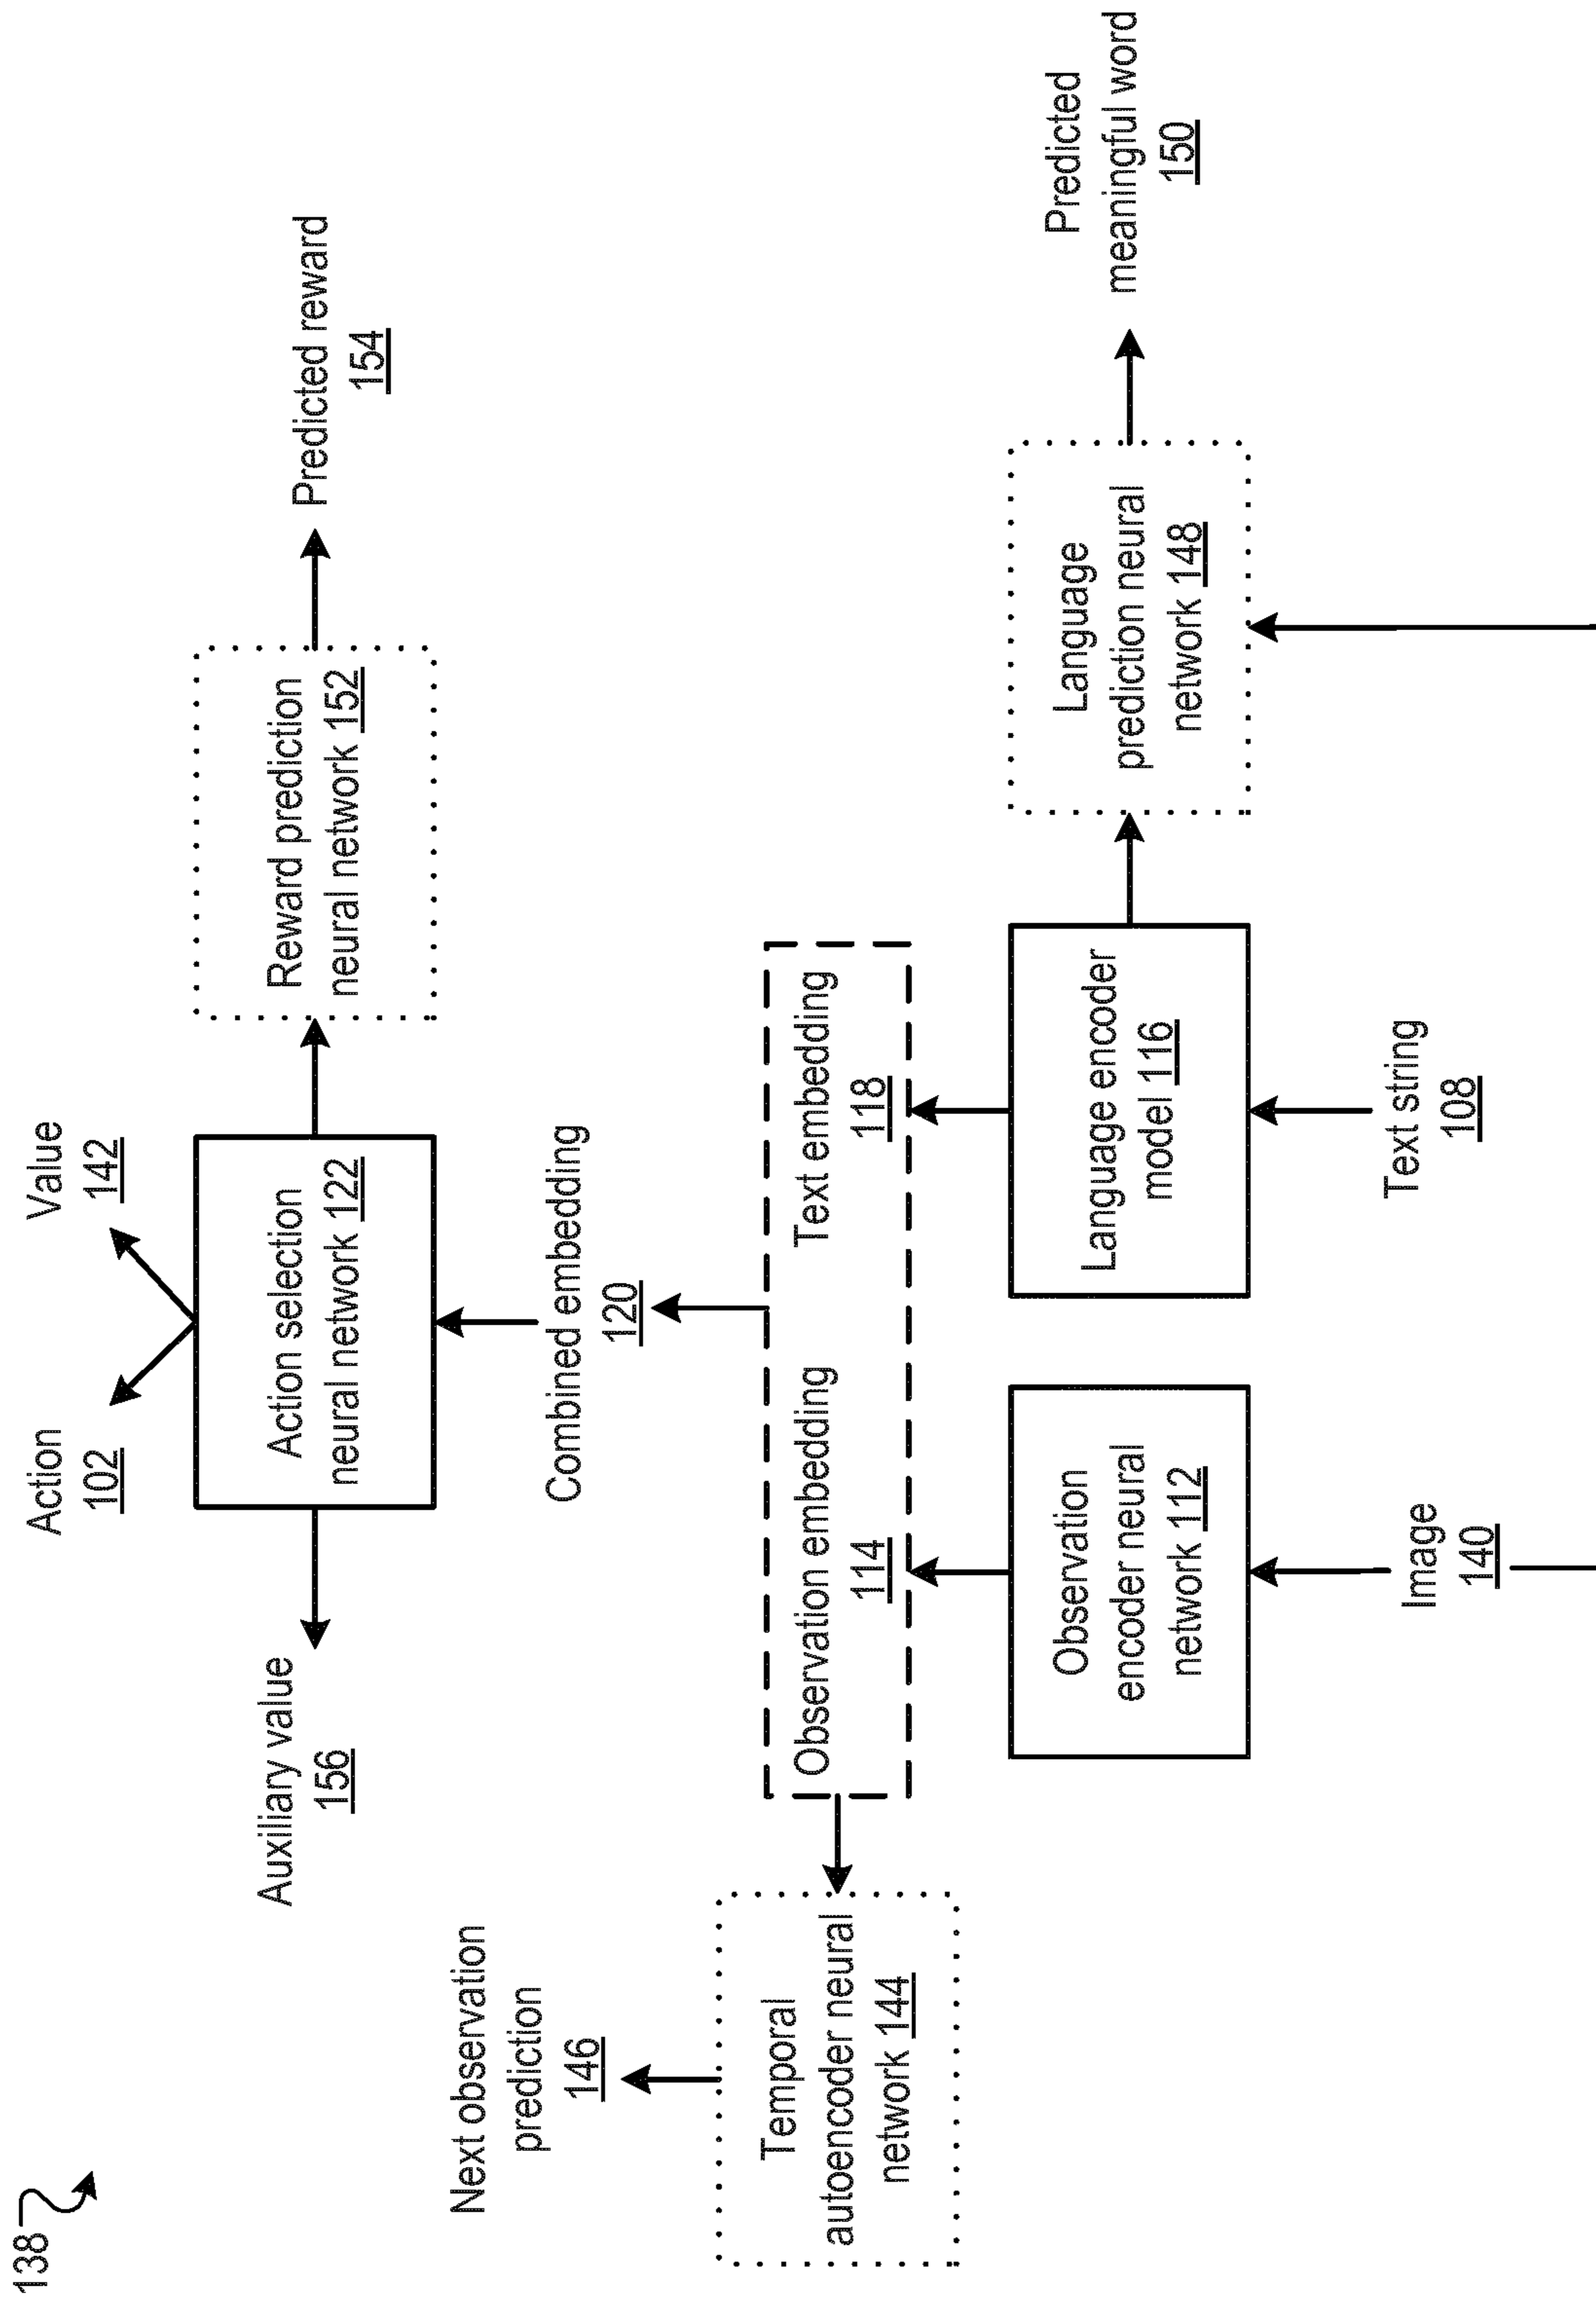 138
Action
102
Value
142
Auxiliary value
156
Action selection
neural network 122
Reward prediction
neural network 152
Predicted reward
154
Next observation
prediction
146
Combined embedding
120
Temporal
autoencoder neural
network 144
Observation embedding
114
Text embedding
118
Observation
encoder neural
network 112
Language encoder
model 116
Language
prediction neural
network 148
Predicted
meaningful word
150
Image
140
Text string
108